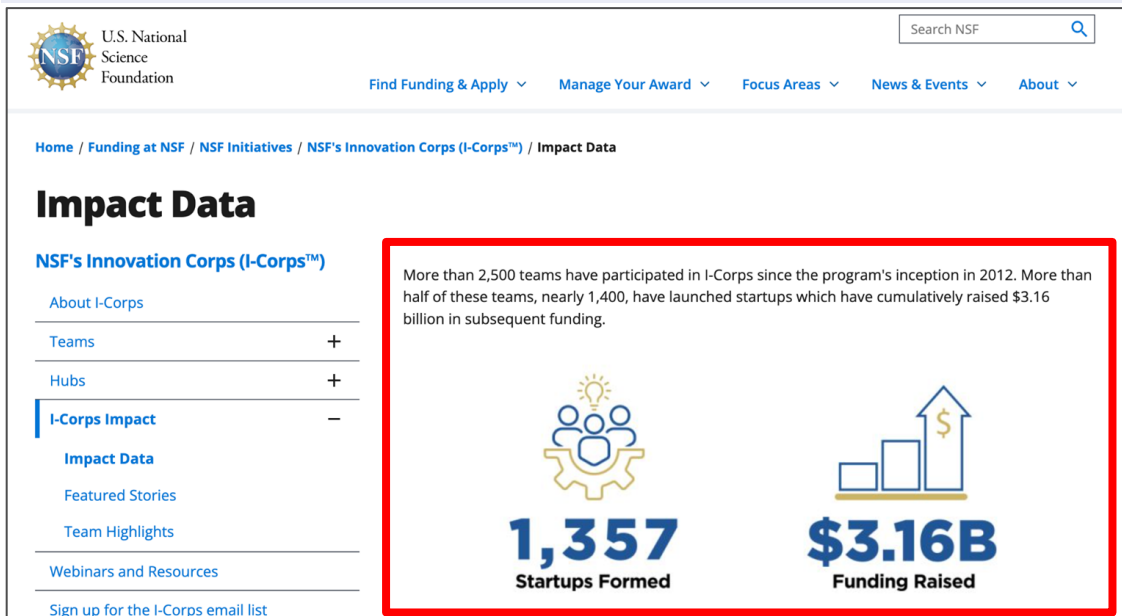 NSF
U.S. National
Science
Foundation
Search NSF
Find Funding & Apply
Manage Your Award
Focus Areas
News & Events
About
Home / Funding at NSF / NSF Initiatives / NSF's Innovation Corps (I-Corps™) / Impact Data
Impact Data
NSF's Innovation Corps (I-Corps™)
About I-Corps
Teams +
Hubs +
I-Corps Impact −
Impact Data
Featured Stories
Team Highlights
Webinars and Resources
Sign up for the I-Corps email list
More than 2,500 teams have participated in I-Corps since the program's inception in 2012. More than
half of these teams, nearly 1,400, have launched startups which have cumulatively raised $3.16
billion in subsequent funding.
1,357
Startups Formed
$
$3.16B
Funding Raised